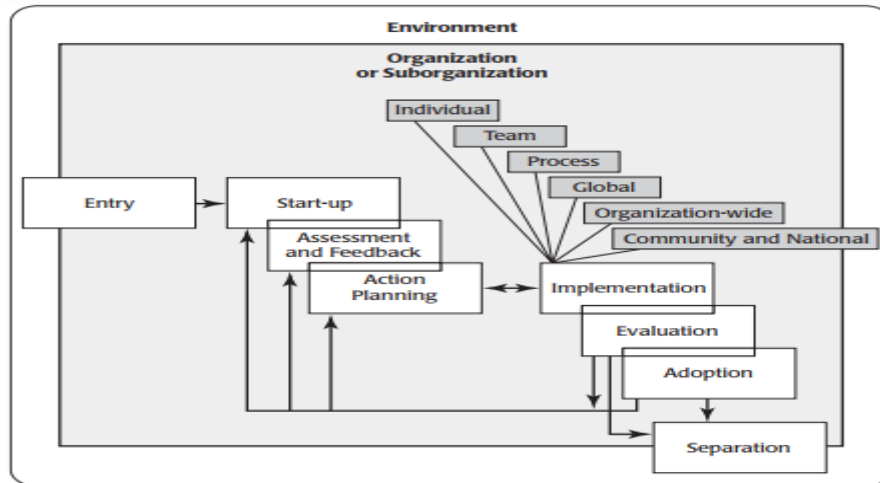 Environment
Organization
or Suborganization
Individual
Team
Process
Global
Organization-wide
Community and National
Entry
Start-up
Assessment
and Feedback
Action
Planning
Implementation
Evaluation
Adoption
Separation